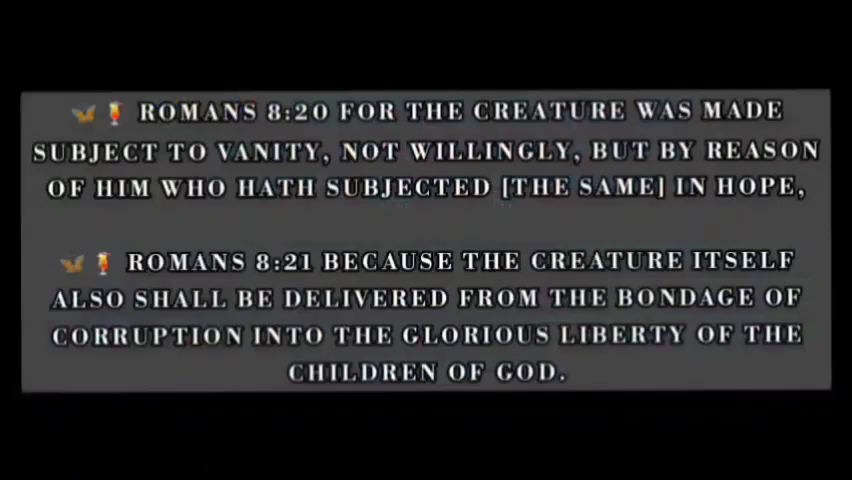 ROMANS 8:20 FOR THE CREATURE WAS MADE
SUBJECT TO VANITY, NOT WILLINGLY, BUT BY REASON
OF HIM WHO HATH SUBJECTED [THE SAME] IN HOPE,
ROMANS 8:21 BECAUSE THE CREATURE ITSELF
ALSO SHALL BE DELIVERED FROM THE BONDAGE OF
CORRUPTION INTO THE GLORIOUS LIBERTY OF THE
CHILDREN OF GOD.